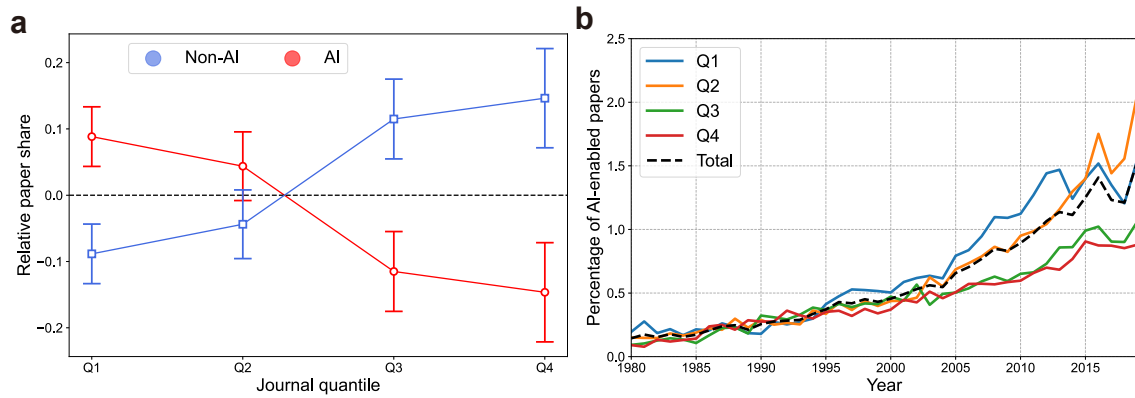 a
Non-AI
AI
0.2
0.1
0.0
−0.1
−0.2
Relative paper share
Q1
Q2
Q3
Q4
Journal quantile
b
Q1
Q2
Q3
Q4
Total
2.5
2.0
1.5
1.0
0.5
0.0
Percentage of AI-enabled papers
1980
1985
1990
1995
2000
2005
2010
2015
Year